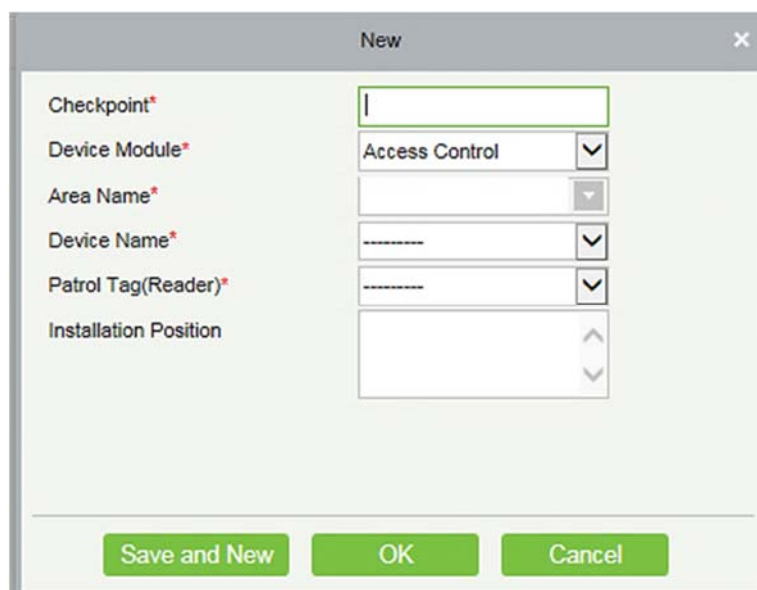 New
Checkpoint*
Device Module* Access Control
Area Name*
Device Name* ---------
Patrol Tag(Reader)* ---------
Installation Position
Save and New OK Cancel